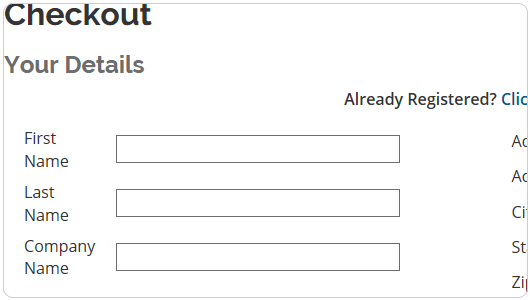 Checkout
Your Details
Already Registered?
First
Name
Last
Name
Company
Name